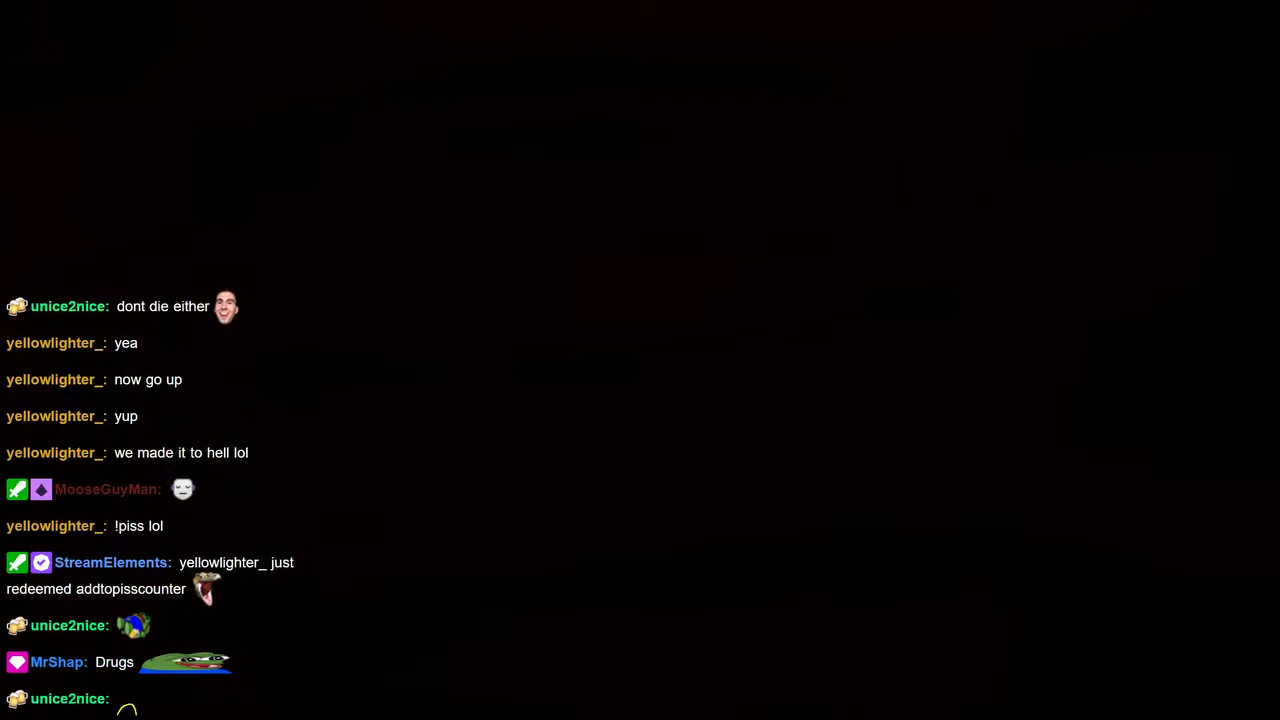 unice2nice: dont die either
yellowlighter_: yea
yellowlighter_: now go up
yellowlighter_: yup
yellowlighter_: we made it to hell lol
MooseGuyMan:
yellowlighter_: !piss lol
StreamElements: yellowlighter_ just
redeemed addtopisscounter
unice2nice:
MrShap: Drugs
unice2nice: